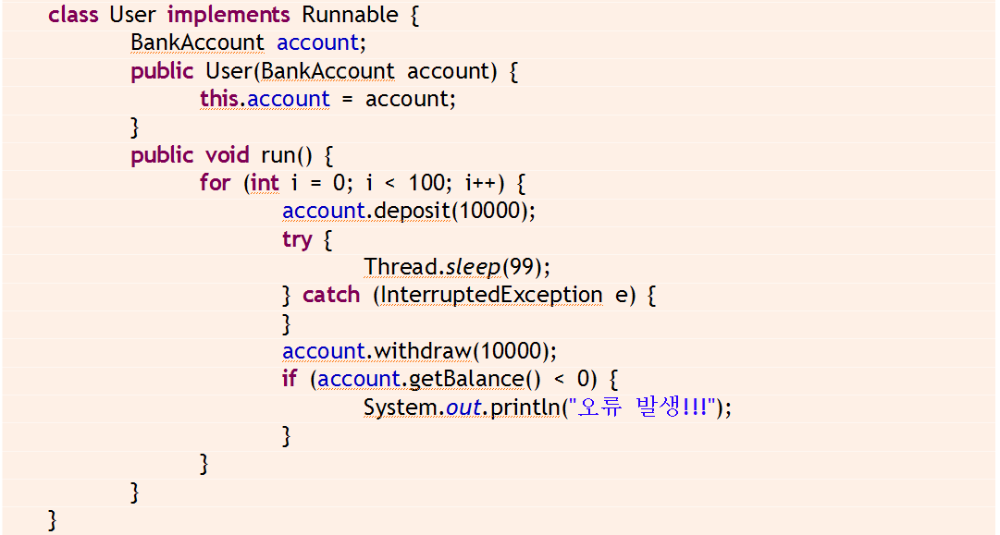 class User implements Runnable {
BankAccount account;
public User(BankAccount account) {
this.account = account;
}
public void run() {
for (int i = 0; i < 100; i++) {
account.deposit(10000);
try {
Thread.sleep(99);
} catch (InterruptedException e) {
}
account.withdraw(10000);
if (account.getBalance() < 0) {
System.out.println("오류 발생!!!");
}
}
}
}